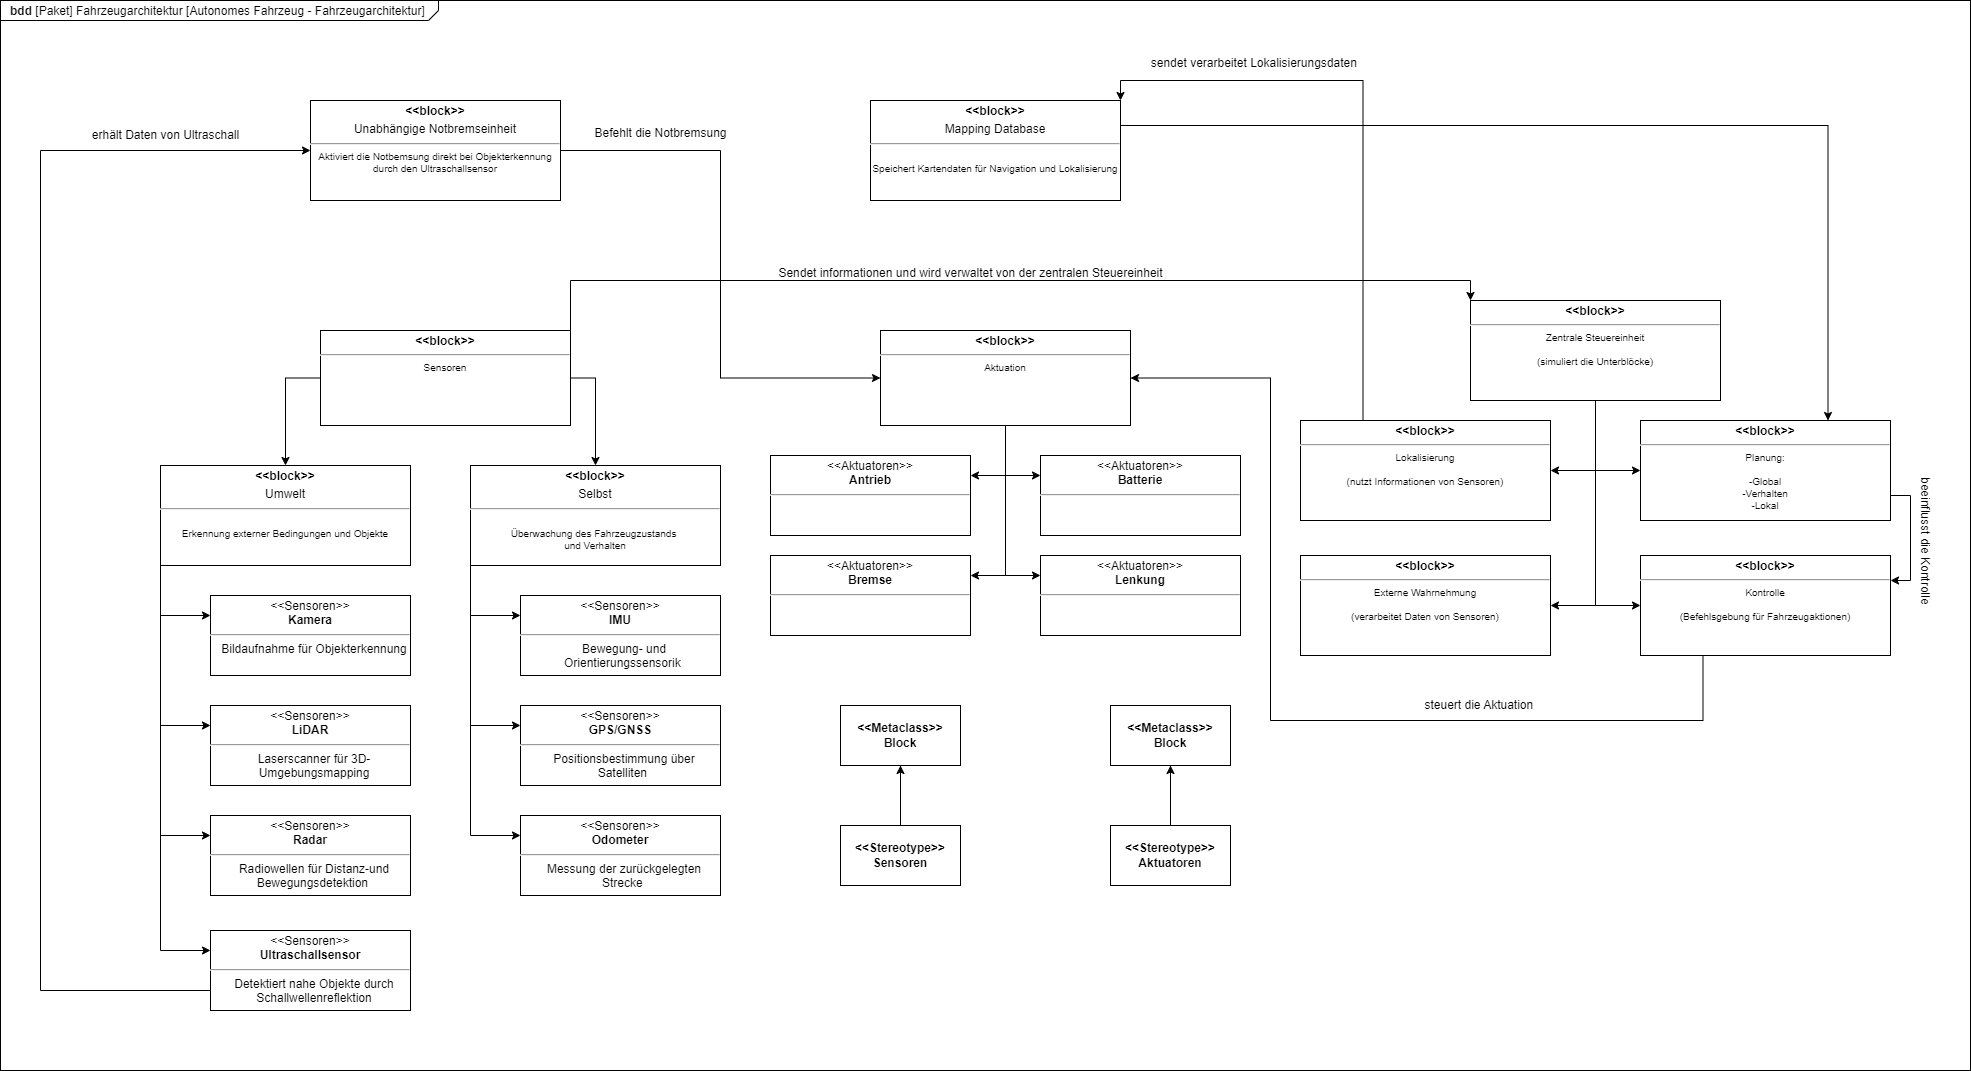 bdd [Paket] Fahrzeugarchitektur [Autonomes Fahrzeug - Fahrzeugarchitektur]
sendet verarbeitet Lokalisierungsdaten
erhält Daten von Ultraschall
<<block>>
Unabhängige Notbremseinheit
Aktiviert die Notbemsung direkt bei Objekterkennung
durch den Ultraschallsensor
Befehlt die Notbremsung
<<block>>
Mapping Database
Speichert Kartendaten für Navigation und Lokalisierung
Sendet informationen und wird verwaltet von der zentralen Steuereinheit
<<block>>
Sensoren
<<block>>
Aktuation
<<block>>
Zentrale Steuereinheit
(simuliert die Unterblöcke)
<<block>>
Umwelt
Erkennung externer Bedingungen und Objekte
<<block>>
Selbst
Überwachung des Fahrzeugzustands
und Verhalten
<<Aktuatoren>>
Antrieb
<<Aktuatoren>>
Batterie
<<Aktuatoren>>
Bremse
<<Aktuatoren>>
Lenkung
<<block>>
Lokalisierung
(nutzt Informationen von Sensoren)
<<block>>
Planung:
-Global
-Verhalten
-Lokal
beeinflusst die Kontrolle
<<block>>
Externe Wahrnehmung
(verarbeitet Daten von Sensoren)
<<block>>
Kontrolle
(Befehlsgebung für Fahrzeugaktionen)
steuert die Aktuation
<<Sensoren>>
Kamera
Bildaufnahme für Objekterkennung
<<Sensoren>>
IMU
Bewegung- und
Orientierungssensorik
<<Sensoren>>
LiDAR
Laserscanner für 3D-
Umgebungsmapping
<<Sensoren>>
GPS/GNSS
Positionsbestimmung über
Satelliten
<<Sensoren>>
Radar
Radiowellen für Distanz-und
Bewegungsdetektion
<<Sensoren>>
Odometer
Messung der zurückgelegten
Strecke
<<Sensoren>>
Ultraschallsensor
Detektiert nahe Objekte durch
Schallwellenreflektion
<<Metaclass>>
Block
<<Metaclass>>
Block
<<Stereotype>>
Sensoren
<<Stereotype>>
Aktuatoren